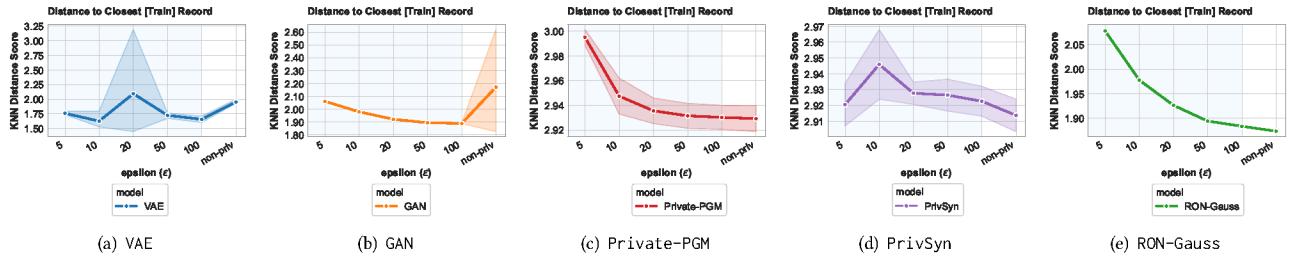 Distance to Closest [Train] Record
KNN Distance Score
3.25
3.00
2.75
2.50
2.25
2.00
1.75
1.50
5
10
20
50
100
non-priv
epsilon (ε)
model
VAE
(a) VAE
Distance to Closest [Train] Record
KNN Distance Score
2.60
2.50
2.40
2.30
2.20
2.10
2.00
1.90
1.80
5
10
20
50
100
non-priv
epsilon (ε)
model
GAN
(b) GAN
Distance to Closest [Train] Record
KNN Distance Score
3.00
2.98
2.96
2.94
2.92
5
10
20
50
100
non-priv
epsilon (ε)
model
Private-PGM
(c) Private-PGM
Distance to Closest [Train] Record
KNN Distance Score
2.97
2.96
2.95
2.94
2.93
2.92
2.91
5
10
20
50
100
non-priv
epsilon (ε)
model
PrivSyn
(d) PrivSyn
Distance to Closest [Train] Record
KNN Distance Score
2.05
2.00
1.95
1.90
5
10
20
50
100
non-priv
epsilon (ε)
model
RON-Gauss
(e) RON-Gauss